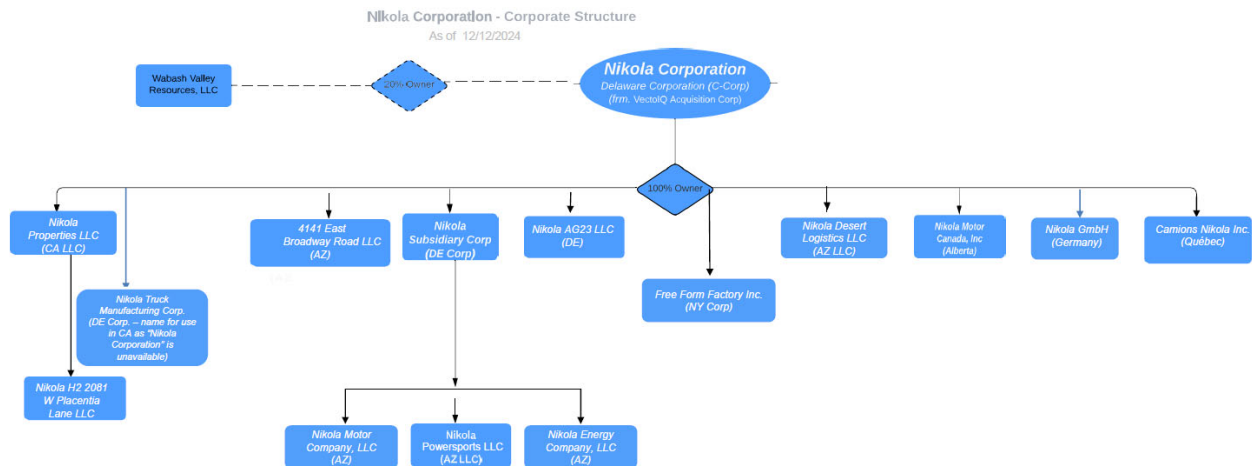 Nikola Corporation - Corporate Structure
As of 12/12/2024
Wabash Valley
Resources, LLC
20% Owner
Nikola Corporation
Delaware Corporation (C-Corp)
(frm. VectoIQ Acquisition Corp)
100% Owner
Nikola
Properties LLC
(CA LLC)
4141 East
Broadway Road LLC
(AZ)
Nikola
Subsidiary Corp
(DE Corp)
Nikola AG23 LLC
(DE)
Nikola Desert
Logistics LLC
(AZ LLC)
Nikola Motor
Canada, Inc
(Alberta)
Nikola GmbH
(Germany)
Camions Nikola Inc.
(Québec)
Nikola Truck
Manufacturing Corp.
(DE Corp. – name for use
in CA as "Nikola
Corporation" is
unavailable)
Free Form Factory Inc.
(NY Corp)
Nikola H2 2081
W Placentia
Lane LLC
Nikola Motor
Company, LLC
(AZ)
Nikola
Powersports LLC
(AZ LLC)
Nikola Energy
Company, LLC
(AZ)